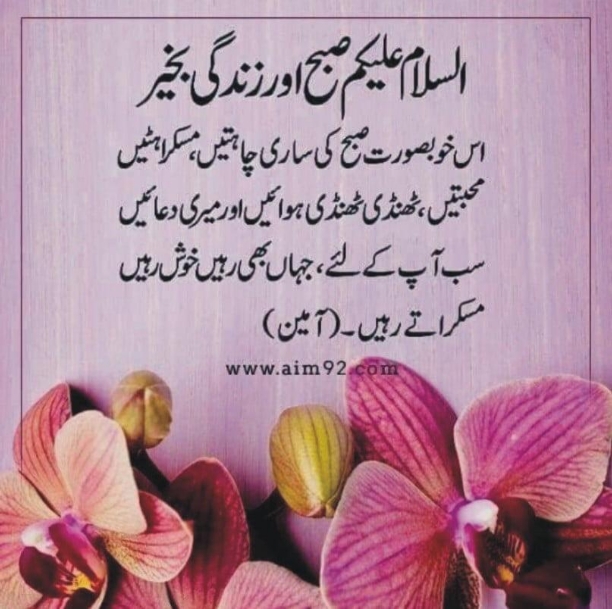 السلام علیکم صبح اور زندگی بخیر
اس خوبصورت صبح کی ساری چاہتیں، مسکراہٹیں
محبتیں، ٹھنڈی ٹھنڈی ہوائیں اور میری دعائیں
سب آپ کے لئے، جہاں بھی رہیں خوش رہیں
مسکراتے رہیں۔ (آمین)
www.aim92.com